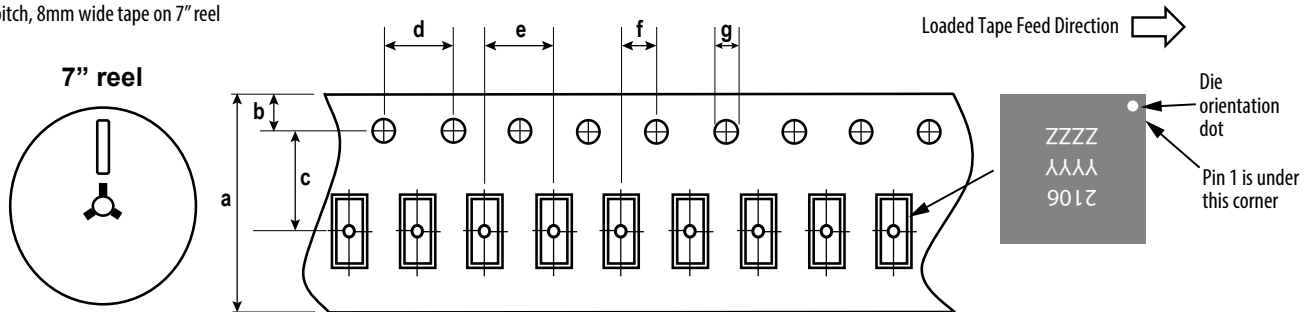 pitch, 8mm wide tape on 7” reel
Loaded Tape Feed Direction
7” reel
a
b
c
d
e
f
g
Die
orientation
dot
2106
YYYY
ZZZZ
Pin 1 is under
this corner